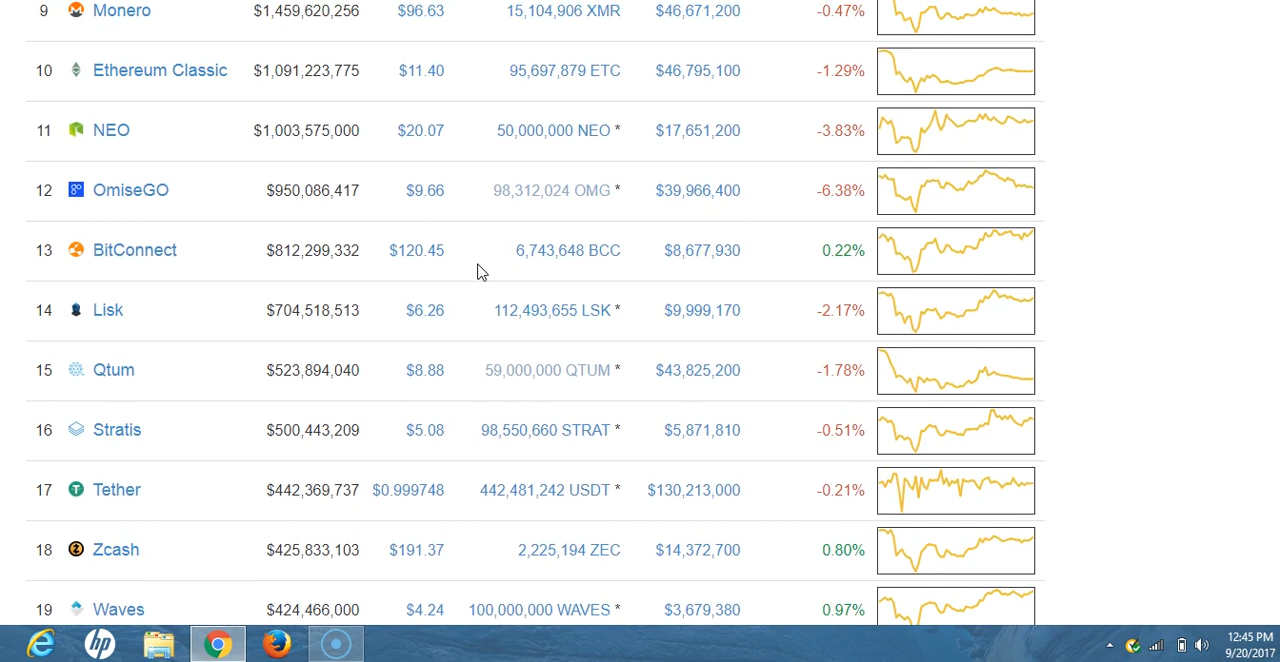 9 Monero $1,459,620,256 $96.63 15,104,906 XMR $46,671,200 -0.47%
10 Ethereum Classic $1,091,223,775 $11.40 95,697,879 ETC $46,795,100 -1.29%
11 NEO $1,003,575,000 $20.07 50,000,000 NEO * $17,651,200 -3.83%
12 OmiseGO $950,086,417 $9.66 98,312,024 OMG * $39,966,400 -6.38%
13 BitConnect $812,299,332 $120.45 6,743,648 BCC $8,677,930 0.22%
14 Lisk $704,518,513 $6.26 112,493,655 LSK * $9,999,170 -2.17%
15 Qtum $523,894,040 $8.88 59,000,000 QTUM * $43,825,200 -1.78%
16 Stratis $500,443,209 $5.08 98,550,660 STRAT * $5,871,810 -0.51%
17 Tether $442,369,737 $0.999748 442,481,242 USDT * $130,213,000 -0.21%
18 Zcash $425,833,103 $191.37 2,225,194 ZEC $14,372,700 0.80%
19 Waves $424,466,000 $4.24 100,000,000 WAVES * $3,679,380 0.97%
hp
12:45 PM
9/20/2017